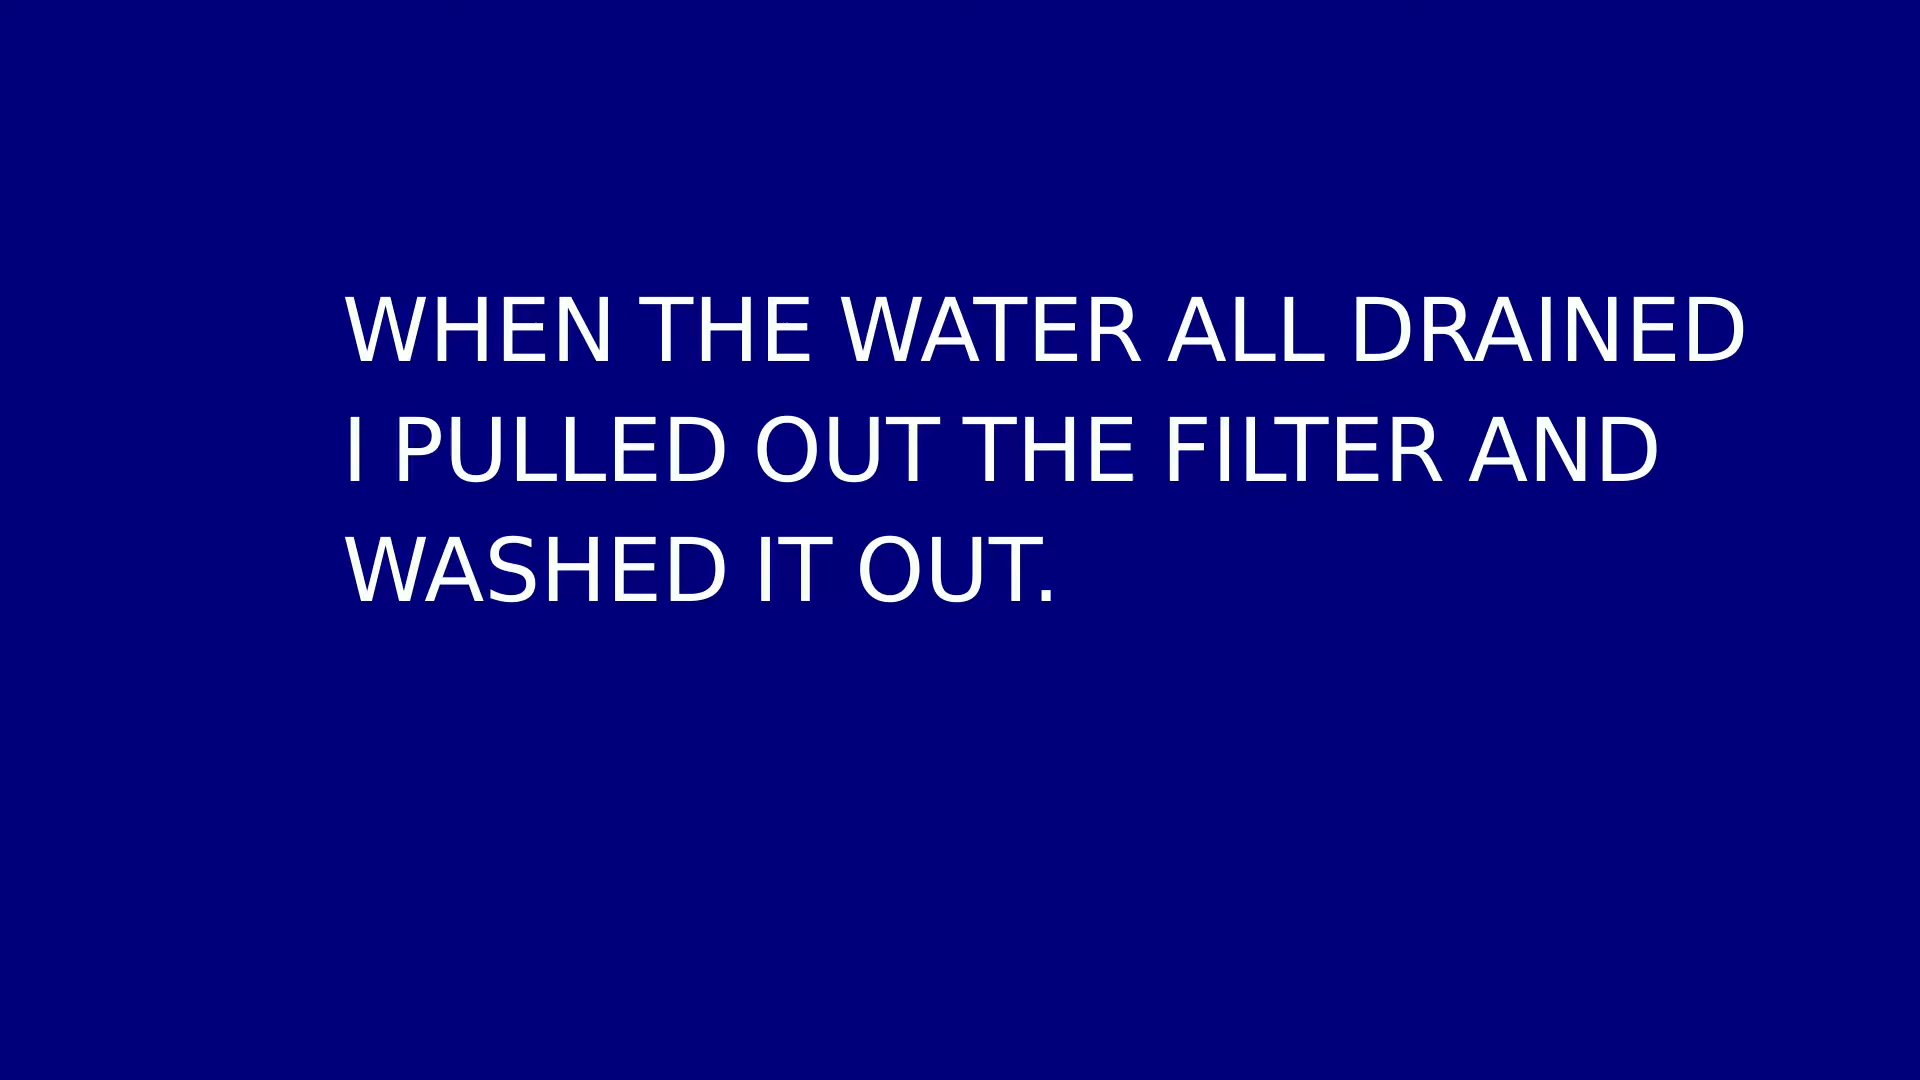 WHEN THE WATER ALL DRAINED
I PULLED OUT THE FILTER AND
WASHED IT OUT.